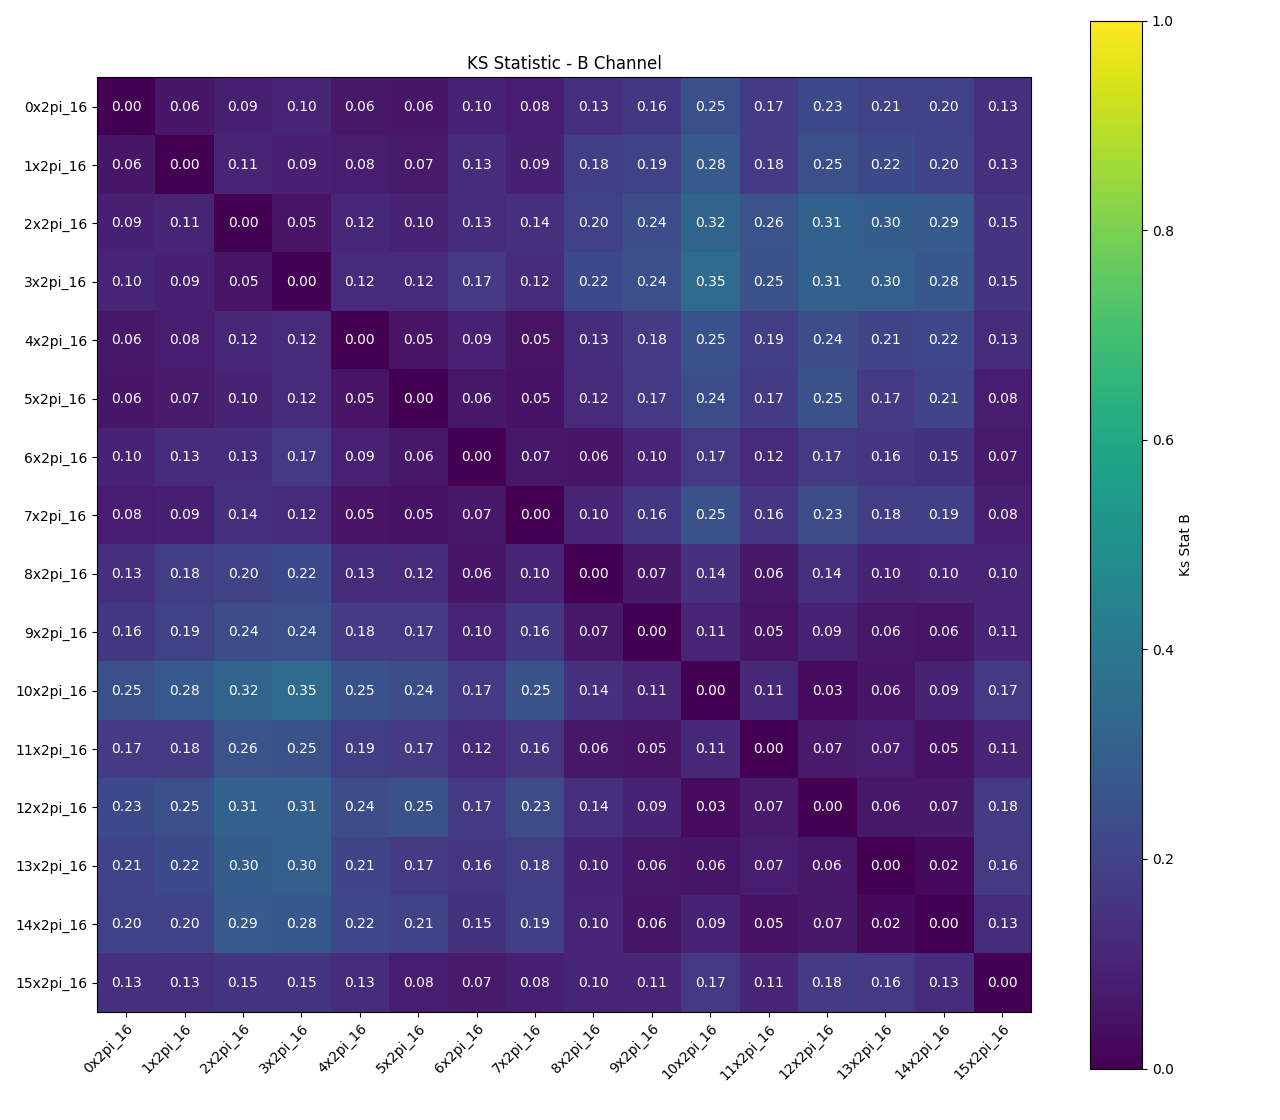 KS Statistic - B Channel
1.0
0x2pi_16 0.00 0.06 0.09 0.10 0.06 0.06 0.10 0.08 0.13 0.16 0.25 0.17 0.23 0.21 0.20 0.13
1x2pi_16 0.06 0.00 0.11 0.09 0.08 0.07 0.13 0.09 0.18 0.19 0.28 0.18 0.25 0.22 0.20 0.13
2x2pi_16 0.09 0.11 0.00 0.05 0.12 0.10 0.13 0.14 0.20 0.24 0.32 0.26 0.31 0.30 0.29 0.15
0.8
3x2pi_16 0.10 0.09 0.05 0.00 0.12 0.12 0.17 0.12 0.22 0.24 0.35 0.25 0.31 0.30 0.28 0.15
4x2pi_16 0.06 0.08 0.12 0.12 0.00 0.05 0.09 0.05 0.13 0.18 0.25 0.19 0.24 0.21 0.22 0.13
5x2pi_16 0.06 0.07 0.10 0.12 0.05 0.00 0.06 0.05 0.12 0.17 0.24 0.17 0.25 0.17 0.21 0.08
0.6
6x2pi_16 0.10 0.13 0.13 0.17 0.09 0.06 0.00 0.07 0.06 0.10 0.17 0.12 0.17 0.16 0.15 0.07
7x2pi_16 0.08 0.09 0.14 0.12 0.05 0.05 0.07 0.00 0.10 0.16 0.25 0.16 0.23 0.18 0.19 0.08
Ks Stat B
8x2pi_16 0.13 0.18 0.20 0.22 0.13 0.12 0.06 0.10 0.00 0.07 0.14 0.06 0.14 0.10 0.10 0.10
9x2pi_16 0.16 0.19 0.24 0.24 0.18 0.17 0.10 0.16 0.07 0.00 0.11 0.05 0.09 0.06 0.06 0.11
0.4
10x2pi_16 0.25 0.28 0.32 0.35 0.25 0.24 0.17 0.25 0.14 0.11 0.00 0.11 0.03 0.06 0.09 0.17
11x2pi_16 0.17 0.18 0.26 0.25 0.19 0.17 0.12 0.16 0.06 0.05 0.11 0.00 0.07 0.07 0.05 0.11
12x2pi_16 0.23 0.25 0.31 0.31 0.24 0.25 0.17 0.23 0.14 0.09 0.03 0.07 0.00 0.06 0.07 0.18
0.2
13x2pi_16 0.21 0.22 0.30 0.30 0.21 0.17 0.16 0.18 0.10 0.06 0.06 0.07 0.06 0.00 0.02 0.16
14x2pi_16 0.20 0.20 0.29 0.28 0.22 0.21 0.15 0.19 0.10 0.06 0.09 0.05 0.07 0.02 0.00 0.13
15x2pi_16 0.13 0.13 0.15 0.15 0.13 0.08 0.07 0.08 0.10 0.11 0.17 0.11 0.18 0.16 0.13 0.00
0.0
0x2pi_16 1x2pi_16 2x2pi_16 3x2pi_16 4x2pi_16 5x2pi_16 6x2pi_16 7x2pi_16 8x2pi_16 9x2pi_16 10x2pi_16 11x2pi_16 12x2pi_16 13x2pi_16 14x2pi_16 15x2pi_16